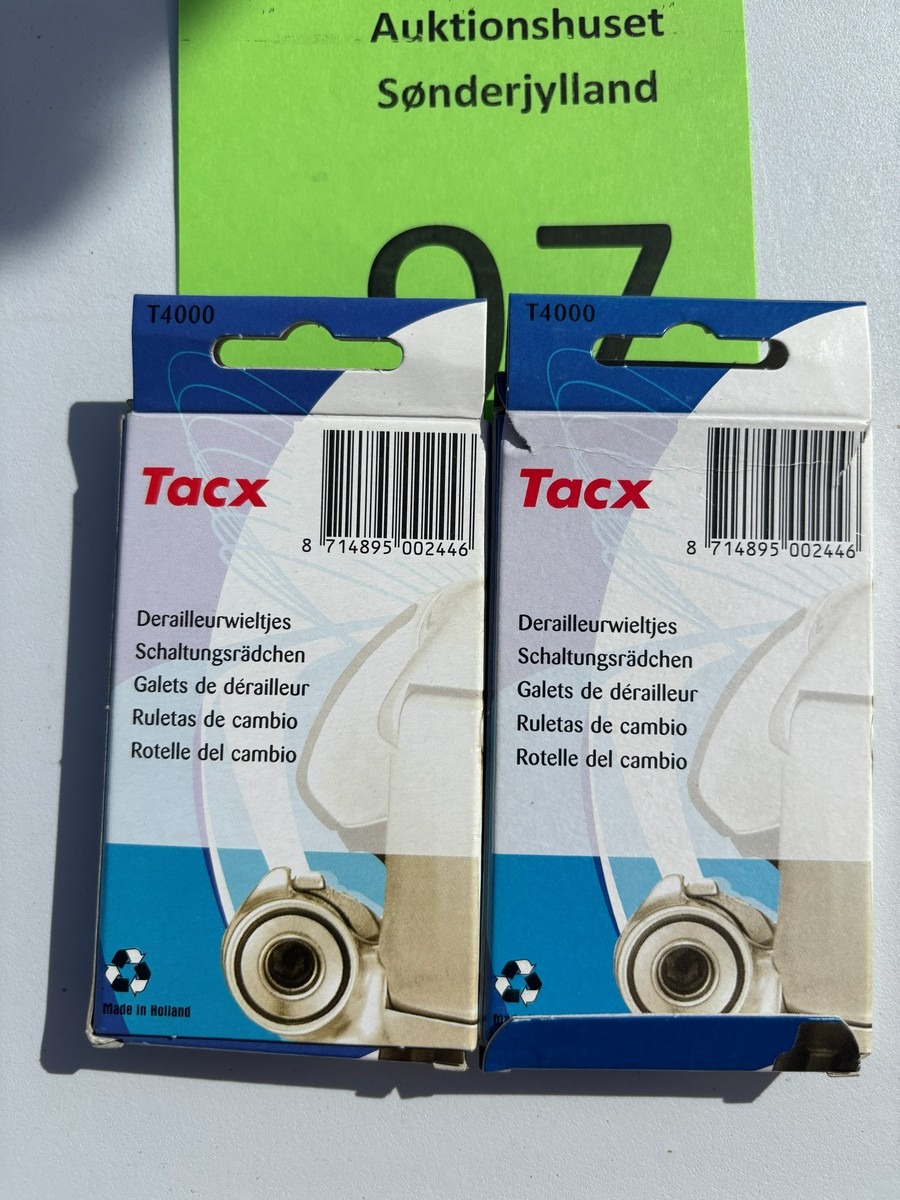 Auktionshuset
Sønderjylland
97
T4000
Tacx
8 714895 002446
Derailleurwieltjes
Schaltungsrädchen
Galets de dérailleur
Ruletas de cambio
Rotelle del cambio
Made in Holland
T4000
Tacx
8 714895 002446
Derailleurwieltjes
Schaltungsrädchen
Galets de dérailleur
Ruletas de cambio
Rotelle del cambio